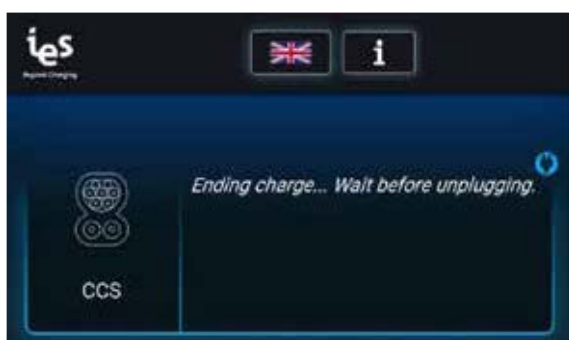 ies
Beyond Charging
i
Ending charge... Wait before unplugging.
CCS